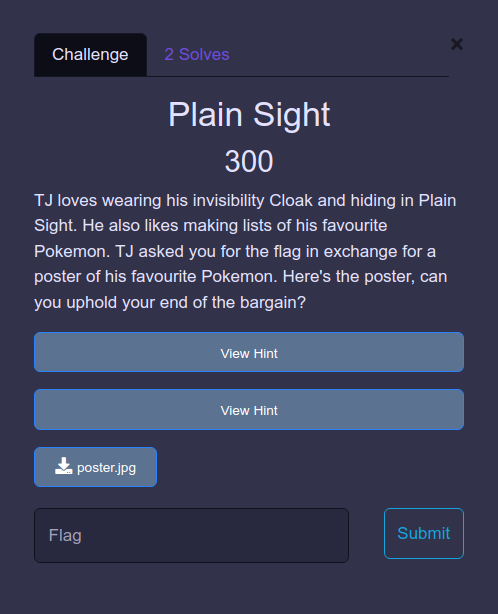 Challenge
2 Solves
×
Plain Sight
300
TJ loves wearing his invisibility Cloak and hiding in Plain
Sight. He also likes making lists of his favourite
Pokemon. TJ asked you for the flag in exchange for a
poster of his favourite Pokemon. Here's the poster, can
you uphold your end of the bargain?
View Hint
View Hint
poster.jpg
Flag
Submit